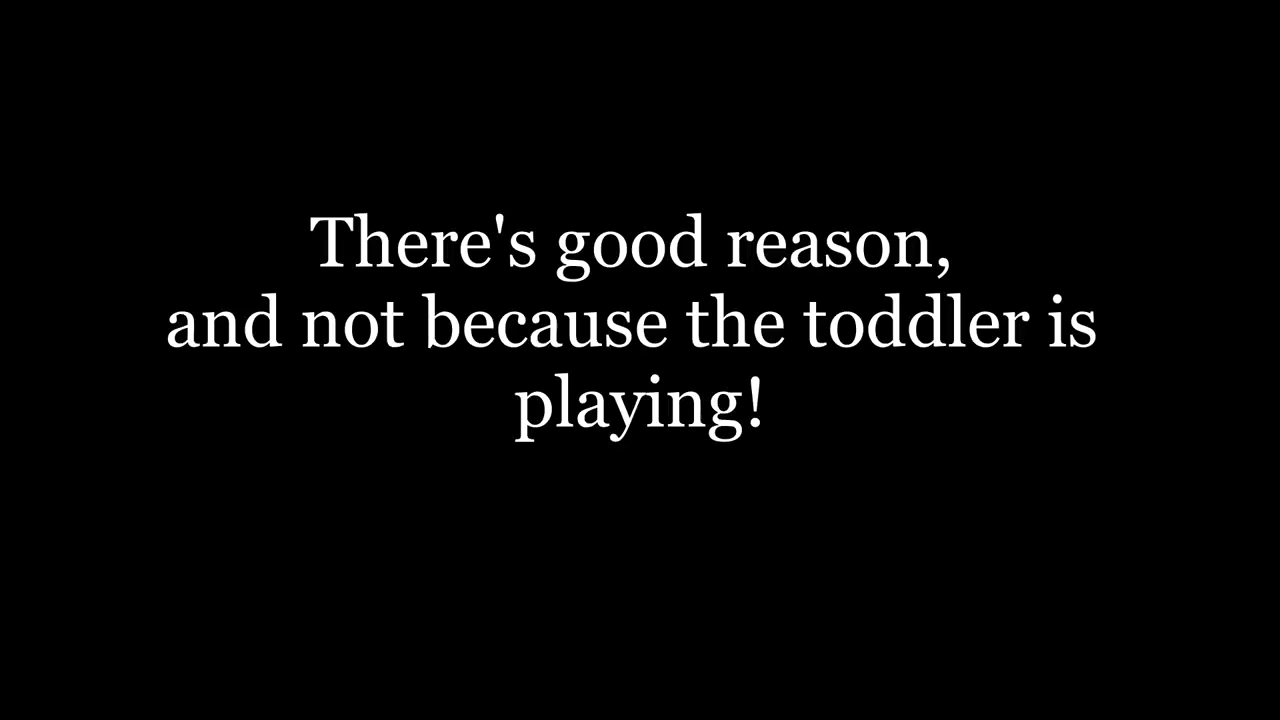 There's good reason,
and not because the toddler is
playing!